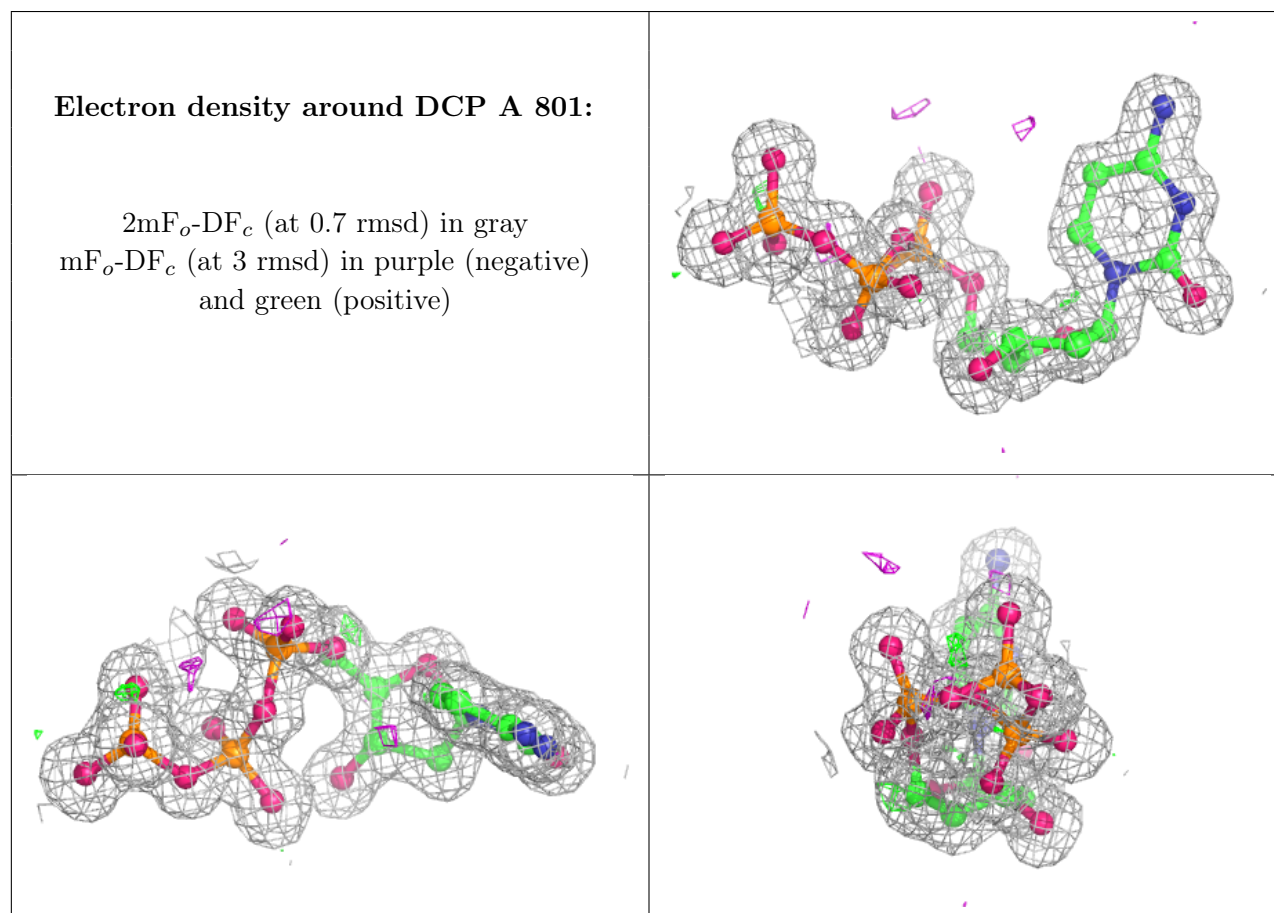 Electron density around DCP A 801:
2mFo-DFc (at 0.7 rmsd) in gray
mFo-DFc (at 3 rmsd) in purple (negative)
and green (positive)